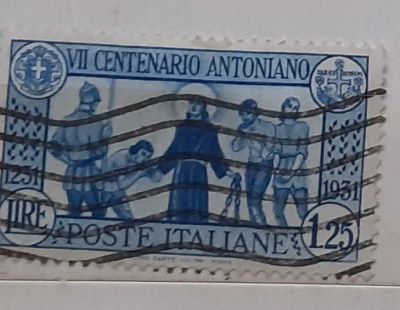 VII CENTENARIO ANTONIANO
1231
1931
LIRE
POSTE ITALIANE
1.25